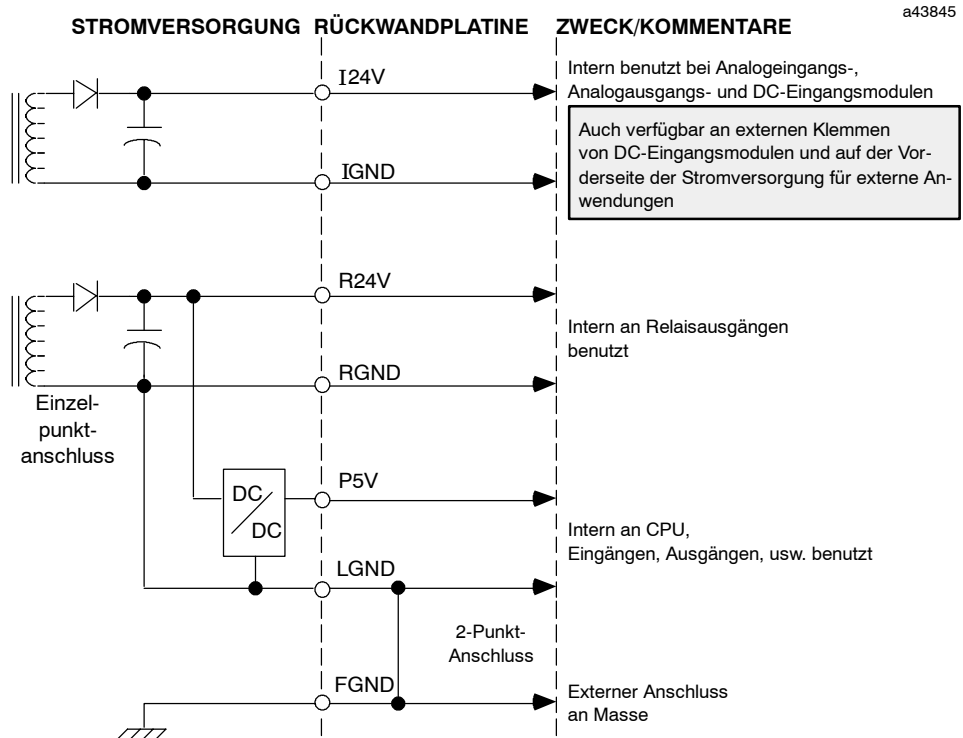 a43845
STROMVERSORGUNG RÜCKWANDPLATINE ZWECK/KOMMENTARE
I24V
Intern benutzt bei Analogeingangs-,
Analogausgangs- und DC-Eingangsmodulen
Auch verfügbar an externen Klemmen
von DC-Eingangsmodulen und auf der Vor-
derseite der Stromversorgung für externe An-
wendungen
IGND
R24V
Intern an Relaisausgängen
benutzt
RGND
Einzel-
punkt-
anschluss
P5V
DC
DC
Intern an CPU,
Eingängen, Ausgängen, usw. benutzt
LGND
2-Punkt-
Anschluss
FGND
Externer Anschluss
an Masse